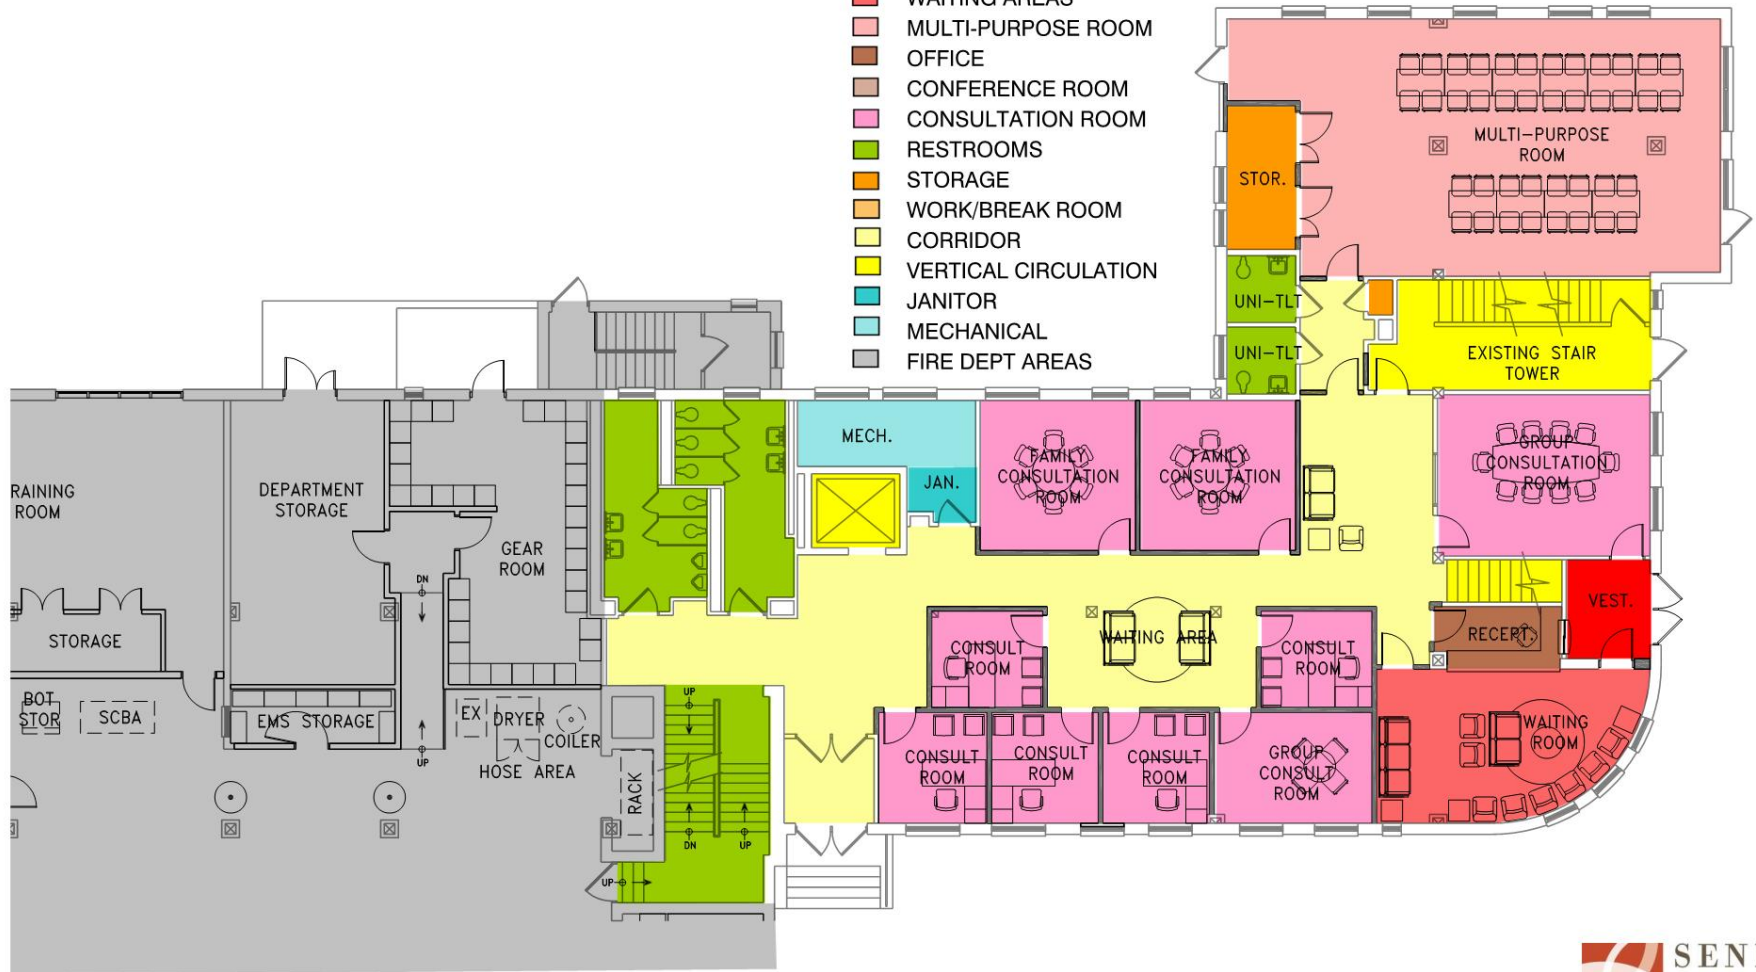 WAITING AREAS
MULTI-PURPOSE ROOM
OFFICE
CONFERENCE ROOM
CONSULTATION ROOM
RESTROOMS
STORAGE
WORK/BREAK ROOM
CORRIDOR
VERTICAL CIRCULATION
JANITOR
MECHANICAL
FIRE DEPT AREAS
MULTI-PURPOSE
ROOM
STOR.
UNI-TLT
UNI-TLT
EXISTING STAIR
TOWER
MECH.
JAN.
FAMILY
CONSULTATION
ROOM
FAMILY
CONSULTATION
ROOM
GROUP
CONSULTATION
ROOM
RAINING
ROOM
DEPARTMENT
STORAGE
GEAR
ROOM
DN
STORAGE
VEST.
RECEPT.
WAITING AREA
CONSULT
ROOM
CONSULT
ROOM
BOT
STOR
SCBA
EMS STORAGE
UP
EX
DRYER
COILER
HOSE AREA
RACK
UP
DN
UP
UP
CONSULT
ROOM
CONSULT
ROOM
CONSULT
ROOM
GROUP
CONSULT
ROOM
WAITING
ROOM
SEN